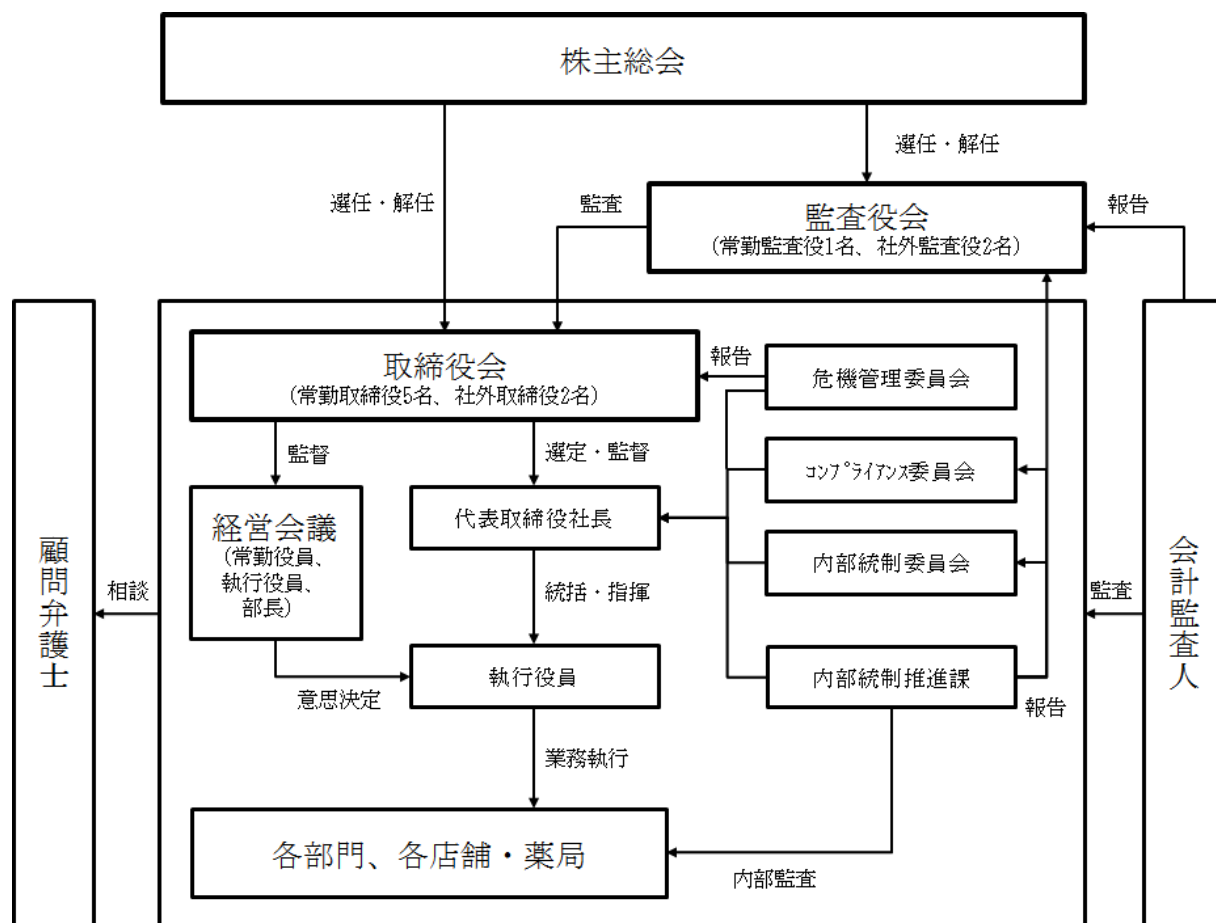 株主総会
選任・解任
選任・解任
監査役会
(常勤監査役1名、社外監査役2名)
監査
報告
取締役会
(常勤取締役5名、社外取締役2名)
報告
危機管理委員会
監督
選定・監督
コンプライアンス委員会
経営会議
(常勤役員、
執行役員、
部長)
代表取締役社長
内部統制委員会
顧問弁護士
相談
統括・指揮
監査
会計監査人
執行役員
内部統制推進課
意思決定
報告
業務執行
各部門、各店舗・薬局
内部監査